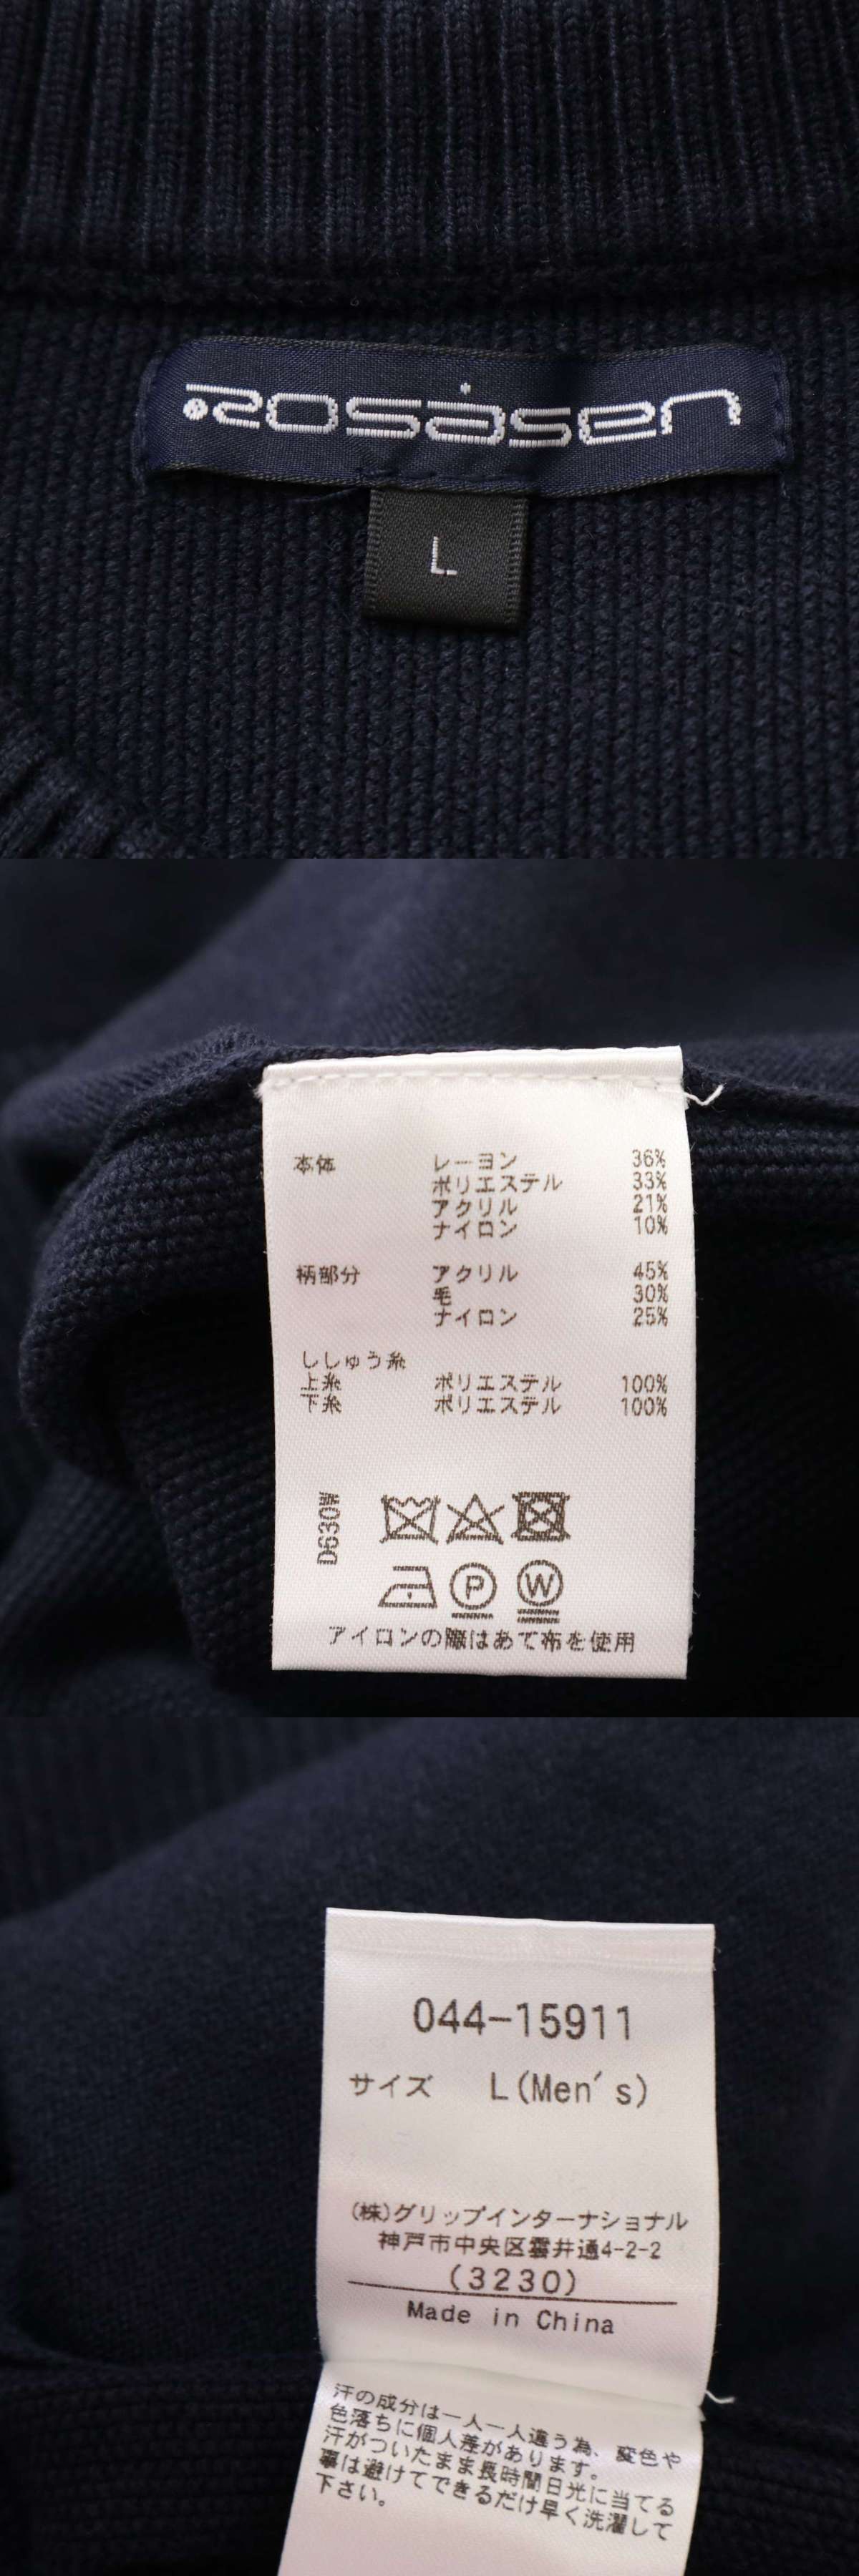 rosásen
L
本体 レーヨン 36%
ポリエステル 33%
アクリル 21%
ナイロン 10%
柄部分 アクリル 45%
毛 30%
ナイロン 25%
ししゅう糸
上糸 ポリエステル 100%
下糸 ポリエステル 100%
D630W
P W
アイロンの際はあて布を使用
044-15911
サイズ L(Men's)
(株)グリップインターナショナル
神戸市中央区雲井通4-2-2
(3230)
Made in China
汗の成分は一人一人違う為、変色や
色落ちに個人差があります。
汗がついたまま長時間日光に当てる
事は避けてできるだけ早く洗濯して
下さい。